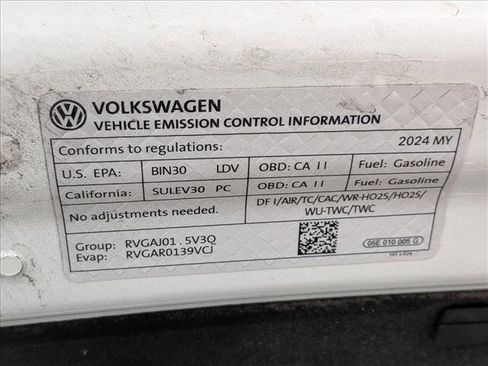 VOLKSWAGEN
VEHICLE EMISSION CONTROL INFORMATION
Conforms to regulations: 2024 MY
U.S. EPA: BIN30 LDV OBD: CA II Fuel: Gasoline
California: SULEV30 PC OBD: CA II Fuel: Gasoline
No adjustments needed. DFI/AIR/TC/CAC/WR-HO2S/HO2S/
WU-TWC/TWC
Group: RVGAJ01.5V3Q
Evap: RVGAR0139VCJ
05E 010 005 G